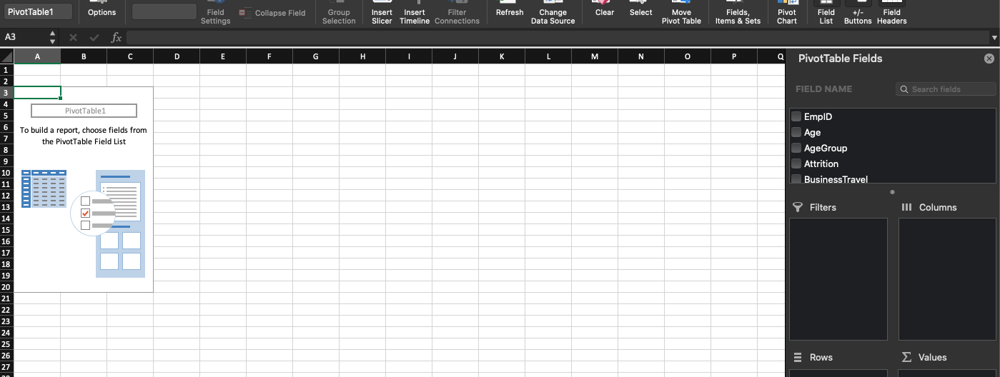 PivotTable1
Options
Field Settings
Collapse Field
Group Selection
Insert Slicer
Insert Timeline
Filter Connections
Refresh
Change Data Source
Clear
Select
Move Pivot Table
Fields, Items & Sets
Pivot Chart
Field List
+/- Buttons
Field Headers
A3
fx
A B C D E F G H I J K L M N O P Q
1
2
3
4
5
6
7
8
9
10
11
12
13
14
15
16
17
18
19
20
21
22
23
24
25
26
27
PivotTable1
To build a report, choose fields from
the PivotTable Field List
PivotTable Fields
FIELD NAME
Search fields
EmpID
Age
AgeGroup
Attrition
BusinessTravel
Filters
Columns
Rows
Σ Values